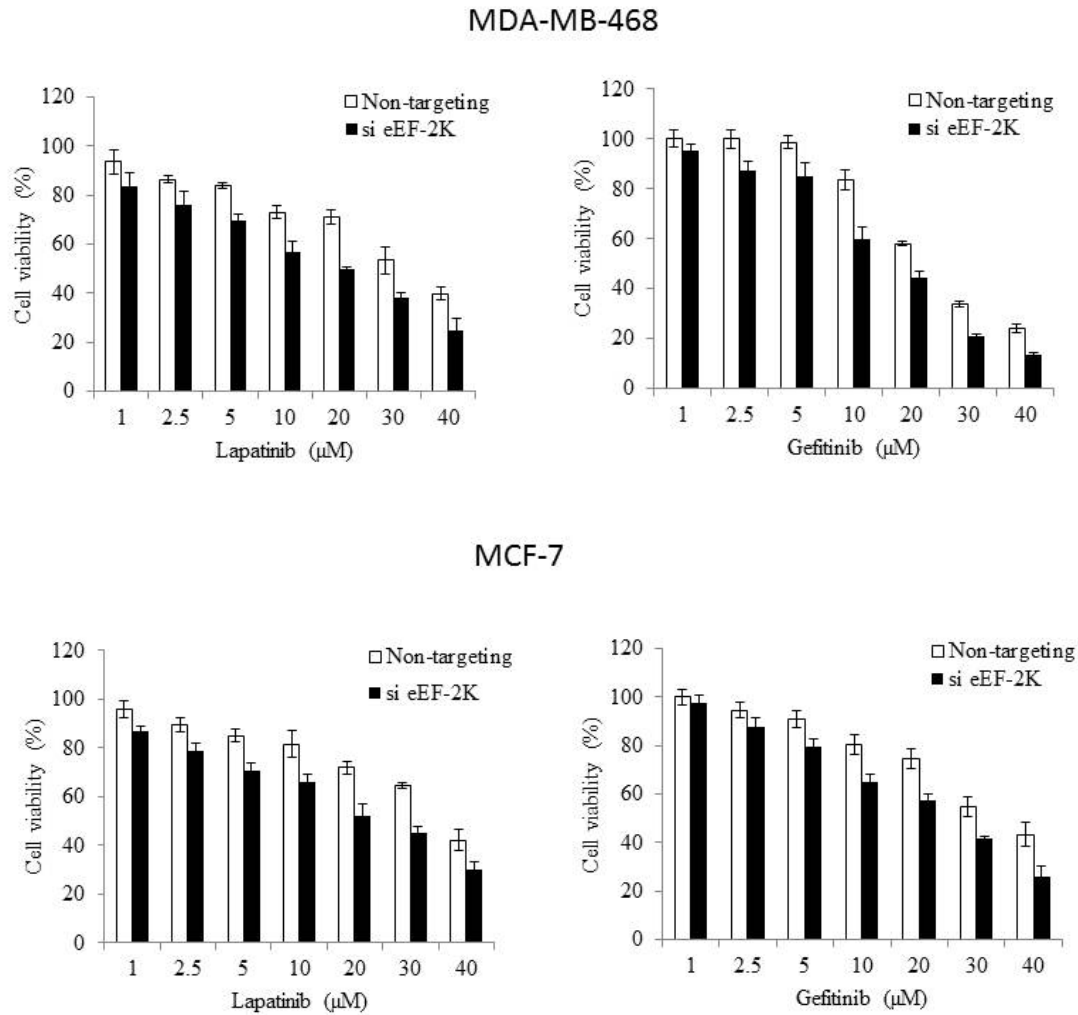 MDA-MB-468
Non-targeting
si eEF-2K
Cell viability (%)
120
100
80
60
40
20
0
1 2.5 5 10 20 30 40
Lapatinib (µM)
Non-targeting
si eEF-2K
Cell viability (%)
120
100
80
60
40
20
0
1 2.5 5 10 20 30 40
Gefitinib (µM)
MCF-7
Non-targeting
si eEF-2K
Cell viability (%)
120
100
80
60
40
20
0
1 2.5 5 10 20 30 40
Lapatinib (µM)
Non-targeting
si eEF-2K
Cell viability (%)
120
100
80
60
40
20
0
1 2.5 5 10 20 30 40
Gefitinib (µM)